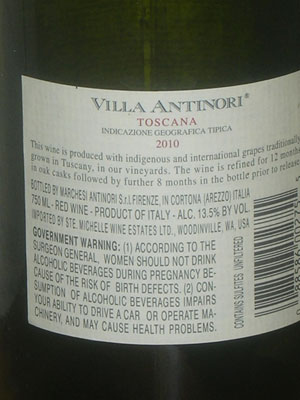 VILLA ANTINORI®
TOSCANA
INDICAZIONE GEOGRAFICA TIPICA
2010
This wine is produced with indigenous and international grapes traditionally
grown in Tuscany, in our vineyards. The wine is refined for 12 months
in oak casks followed by further 8 months in the bottle prior to release
BOTTLED BY MARCHESI ANTINORI S.r.l. FIRENZE, IN CORTONA (AREZZO) ITALIA
750 ML - RED WINE - PRODUCT OF ITALY - ALC. 13.5% BY VOL.
IMPORTED BY STE. MICHELLE WINE ESTATES LTD., WOODINVILLE, WA, USA
GOVERNMENT WARNING: (1) ACCORDING TO THE
SURGEON GENERAL, WOMEN SHOULD NOT DRINK
ALCOHOLIC BEVERAGES DURING PREGNANCY BE-
CAUSE OF THE RISK OF BIRTH DEFECTS. (2) CON-
SUMPTION OF ALCOHOLIC BEVERAGES IMPAIRS
YOUR ABILITY TO DRIVE A CAR OR OPERATE MA-
CHINERY, AND MAY CAUSE HEALTH PROBLEMS.
CONTAINS SULFITES UNFILTERED